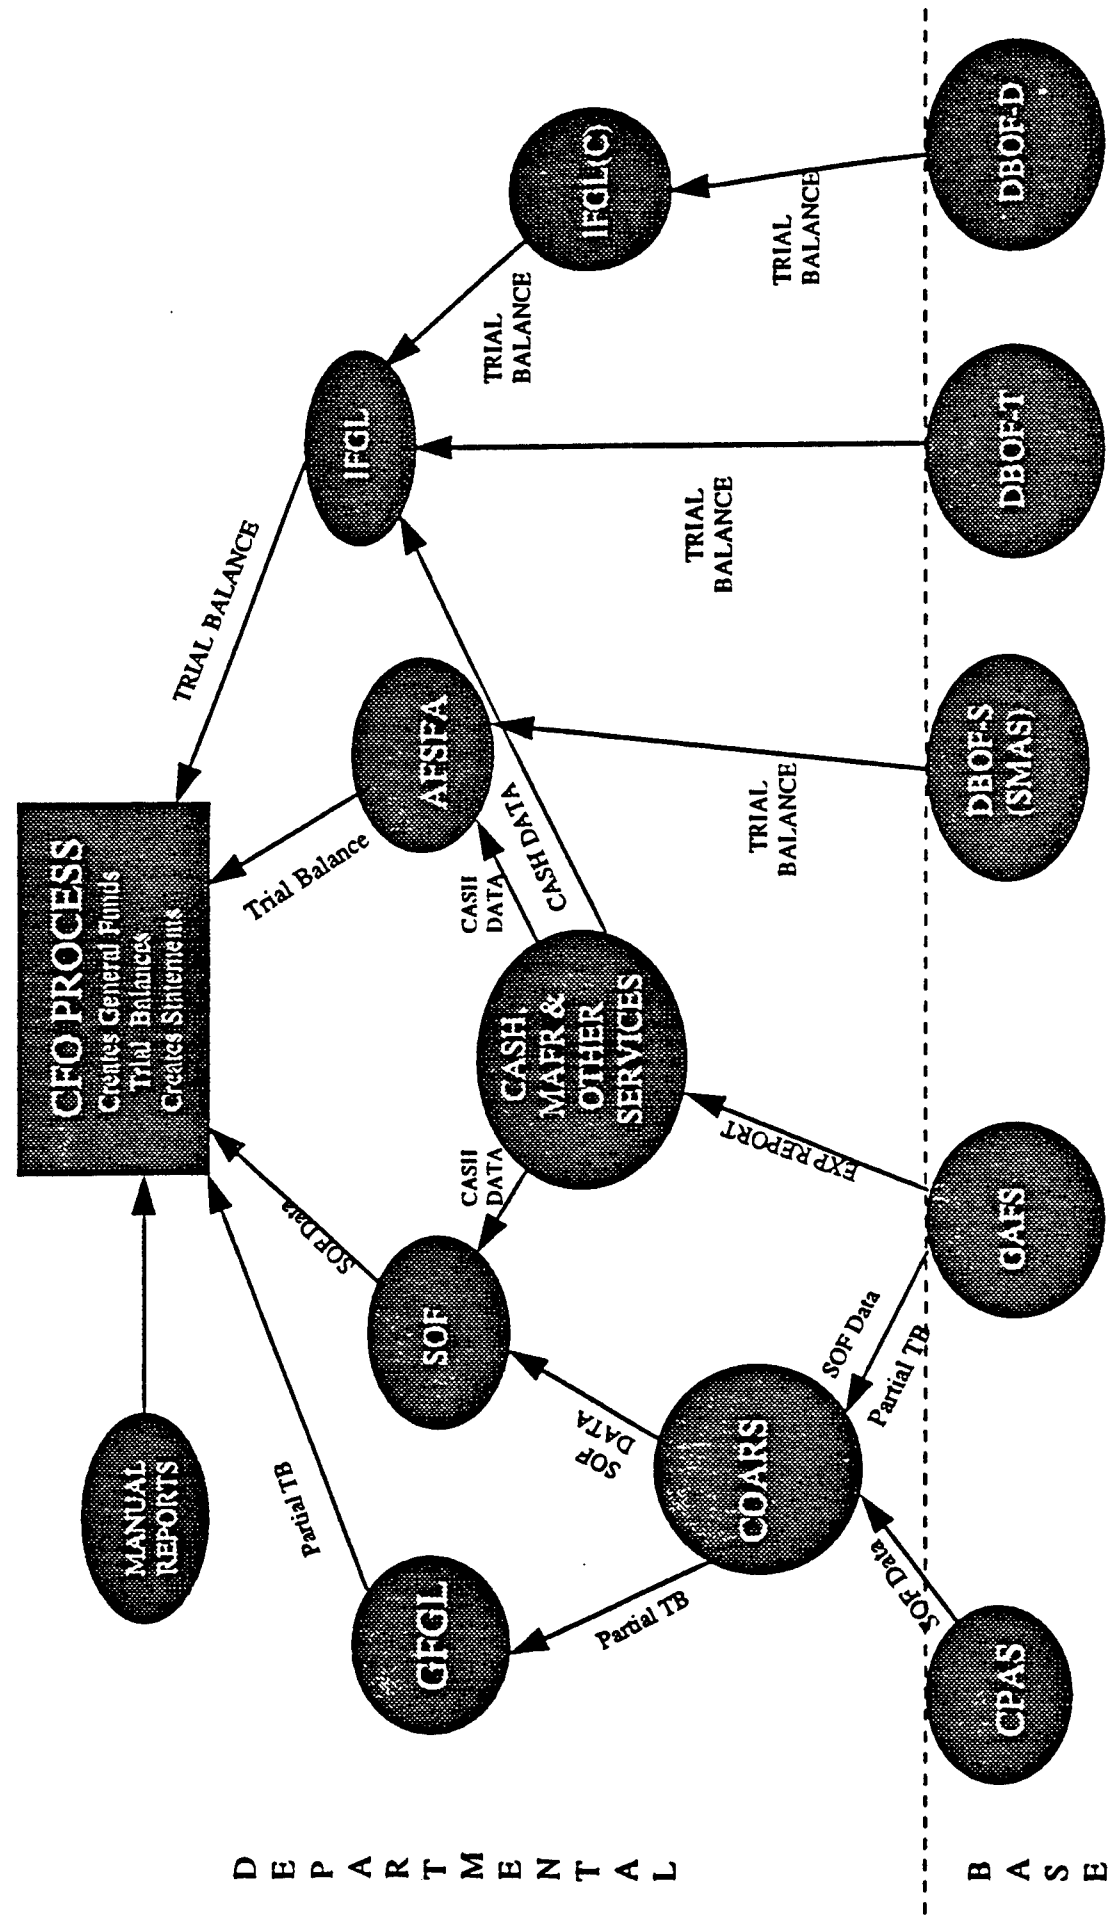 CFO PROCESS
Creates General Funds
Trial Balances
Creates Statements
MANUAL
REPORTS
Partial TB
SOF Data
Trial Balance
TRIAL BALANCE
GFGL
SOF
AFSFA
IFGL
CASH
DATA
CASH
DATA
CASH DATA
TRIAL
BALANCE
IFGL(C)
CASH
MAFR &
OTHER
SERVICES
Partial TB
SOF
DATA
COARS
EXP REPORT
TRIAL
BALANCE
TRIAL
BALANCE
TRIAL
BALANCE
SOF Data
SOF Data
Partial TB
CPAS
GAFS
DBOF-S
(SMAS)
DBOF-T
DBOF-D
DEPARTMENTAL
BASE